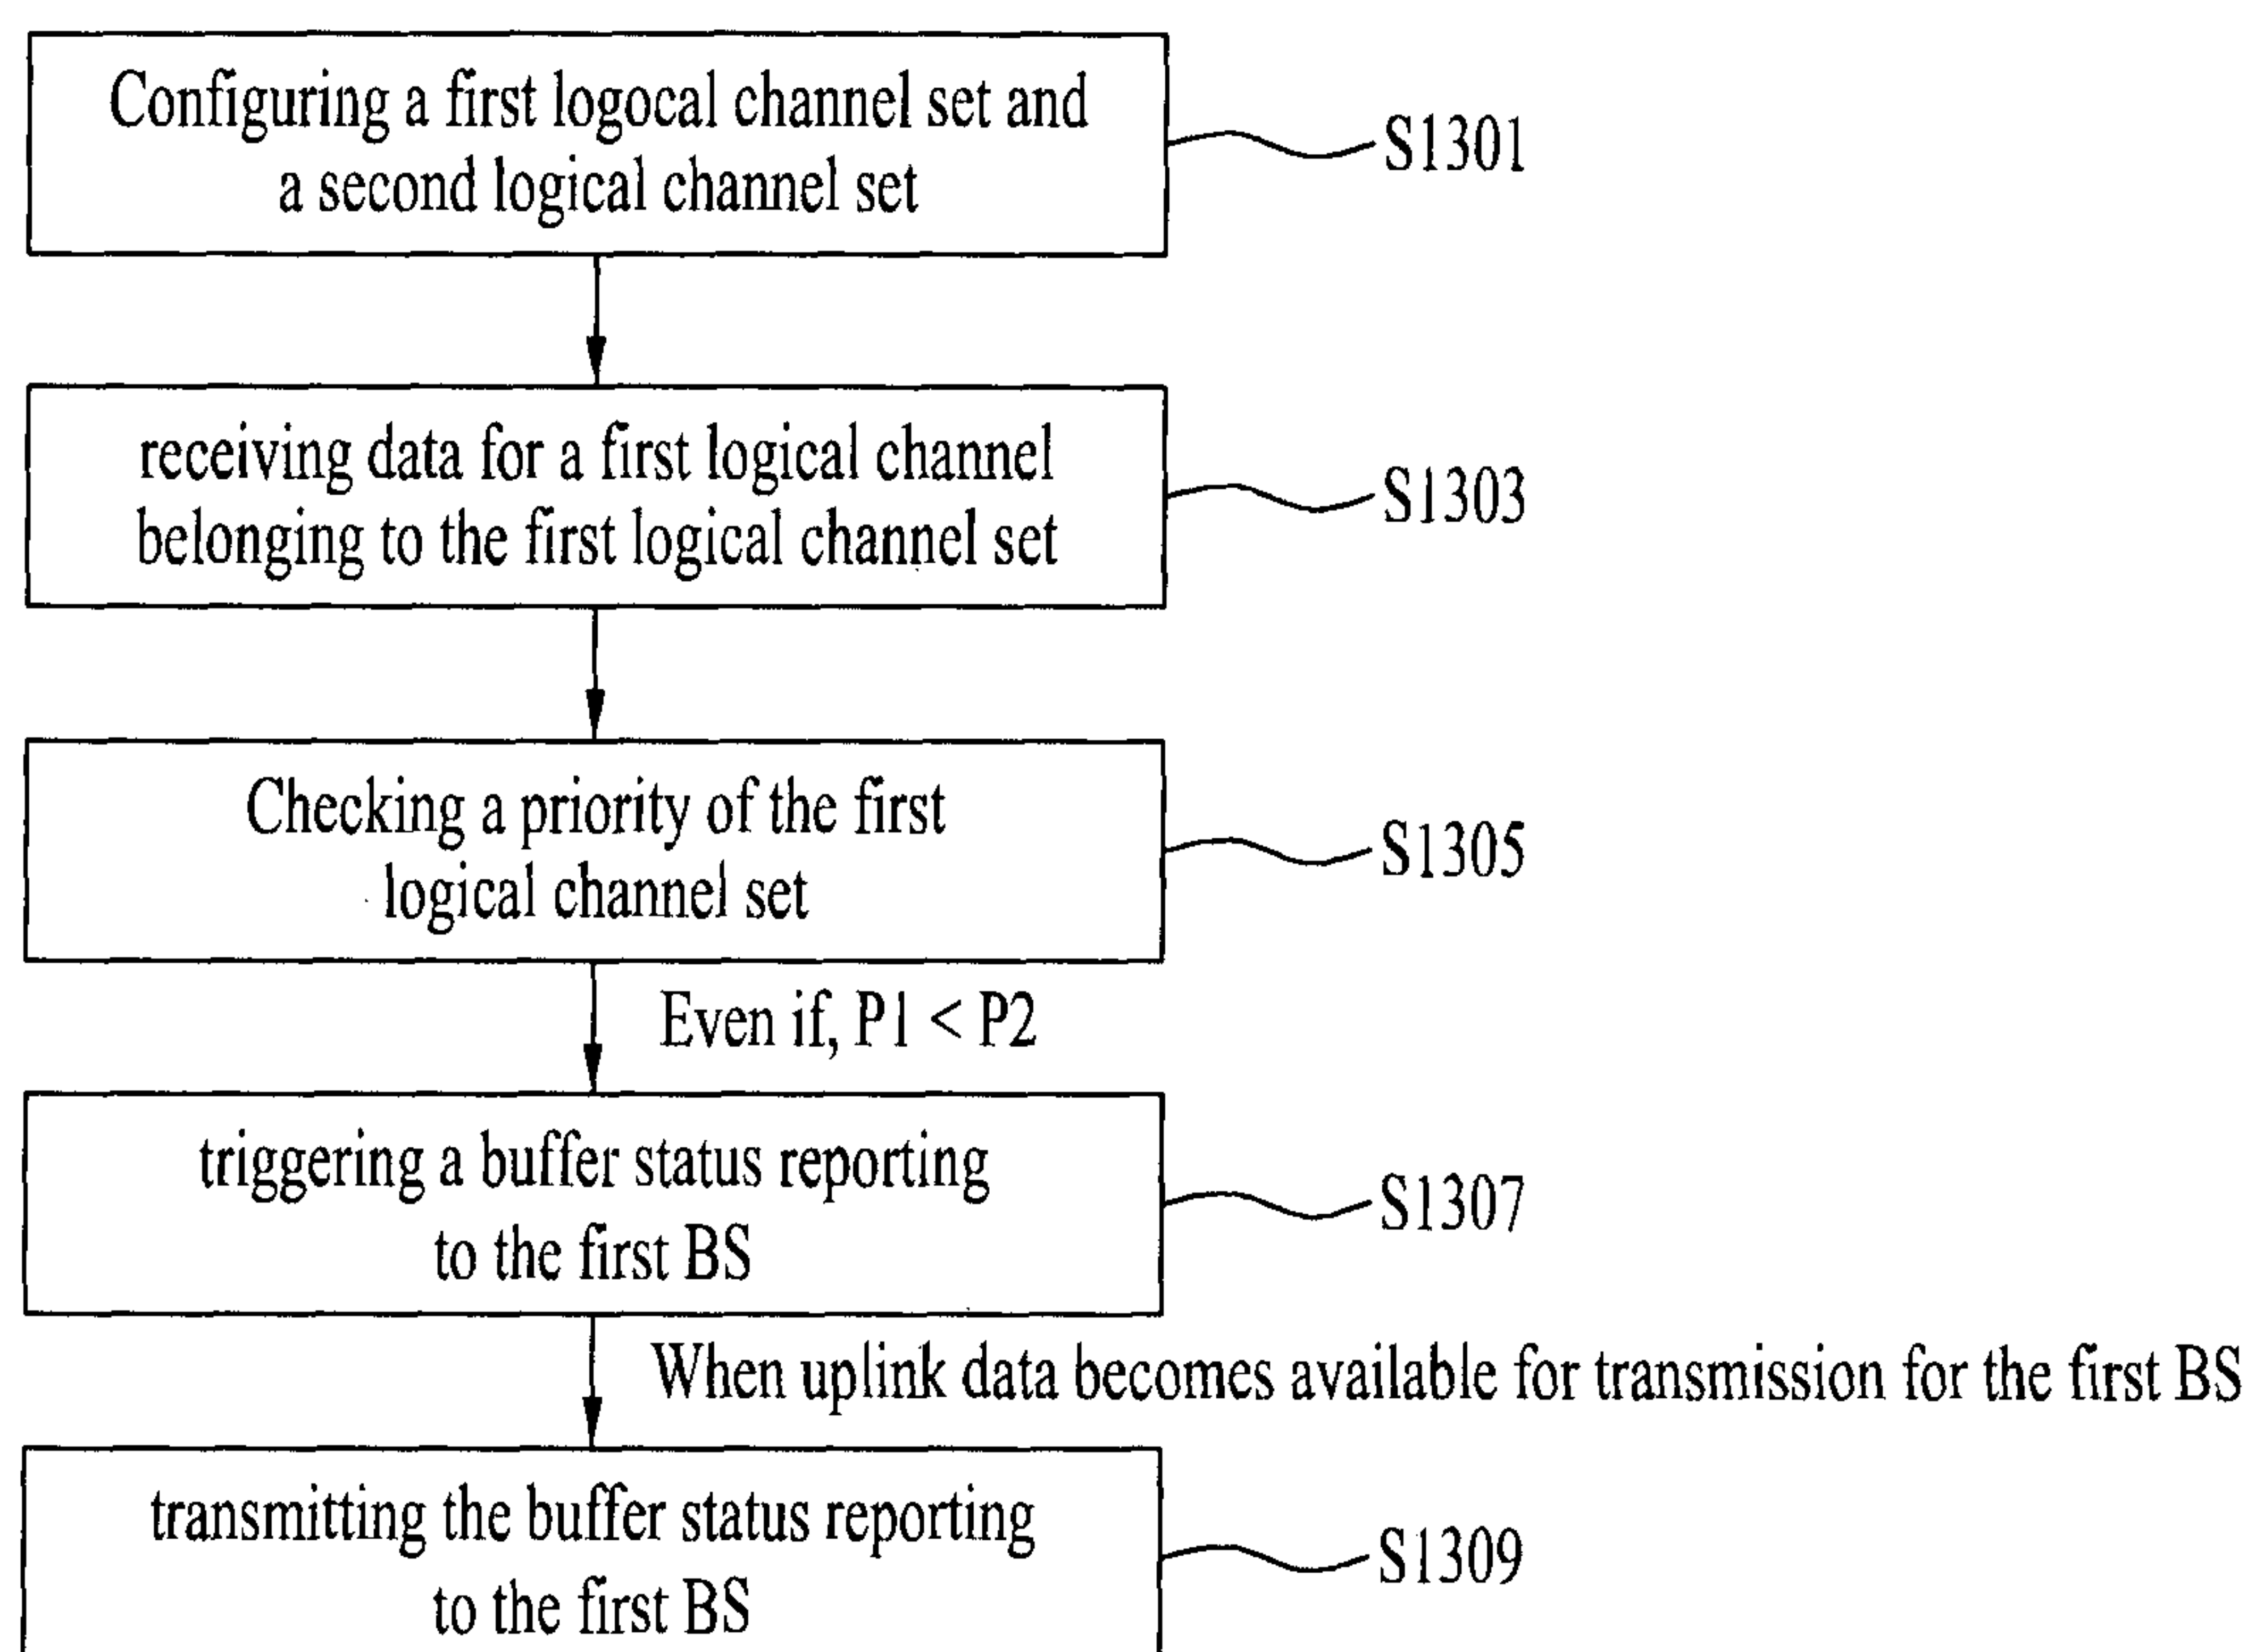 Configuring a first logocal channel set and
a second logical channel set
S1301
receiving data for a first logical channel
belonging to the first logical channel set
S1303
Checking a priority of the first
logical channel set
S1305
Even if, P1 < P2
triggering a buffer status reporting
to the first BS
S1307
When uplink data becomes available for transmission for the first BS
transmitting the buffer status reporting
to the first BS
S1309